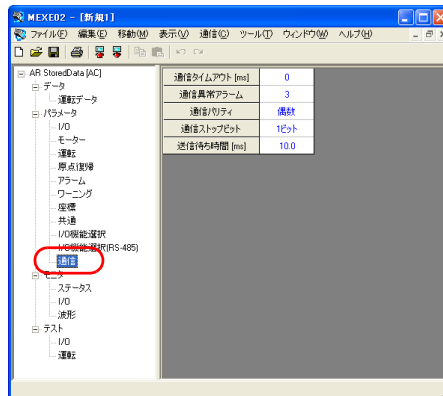 MEXE02 - [新規1]
ファイル(F) 編集(E) 移動(M) 表示(V) 通信(C) ツール(T) ウィンドウ(W) ヘルプ(H)
AR StoredData [AC]
データ
運転データ
パラメータ
I/O
モーター
運転
原点復帰
アラーム
ワーニング
座標
共通
I/O機能選択
I/O機能選択(RS-485)
通信
モニタ
ステータス
I/O
波形
テスト
I/O
運転
通信タイムアウト [ms] 0
通信異常アラーム 3
通信パリティ 偶数
通信ストップビット 1ビット
送信待ち時間 [ms] 10.0